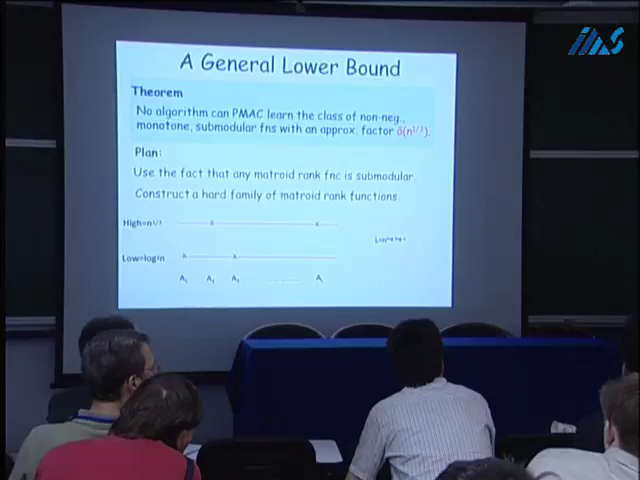 ims
A General Lower Bound
Theorem
No algorithm can PMAC learn the class of non-neg.,
monotone, submodular fns with an approx. factor õ(n^{1/3}).
Plan:
Use the fact that any matroid rank fnc is submodular.
Construct a hard family of matroid rank functions.
High=n^{1/3}
X X
Low=log²n
X X
A₁ A₂ A₃ ............... A_L